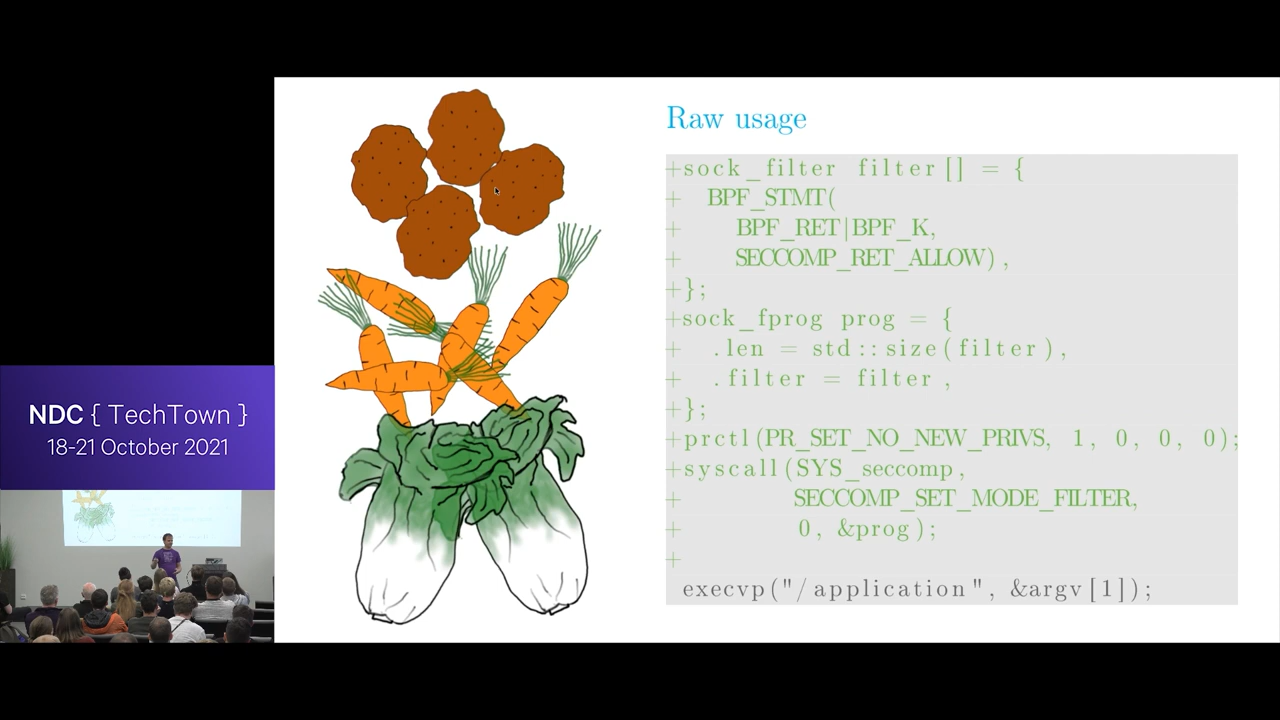 Raw usage
+sock_filter filter[] = {
+ BPF_STMT(
+ BPF_RET|BPF_K,
+ SECCOMP_RET_ALLOW),
+};
+sock_fprog prog = {
+ .len = std::size(filter),
+ .filter = filter,
+};
+prctl(PR_SET_NO_NEW_PRIVS, 1, 0, 0, 0);
+syscall(SYS_seccomp,
+ SECCOMP_SET_MODE_FILTER,
+ 0, &prog);
+
execvp("/application", &argv[1]);
NDC { TechTown }
18-21 October 2021